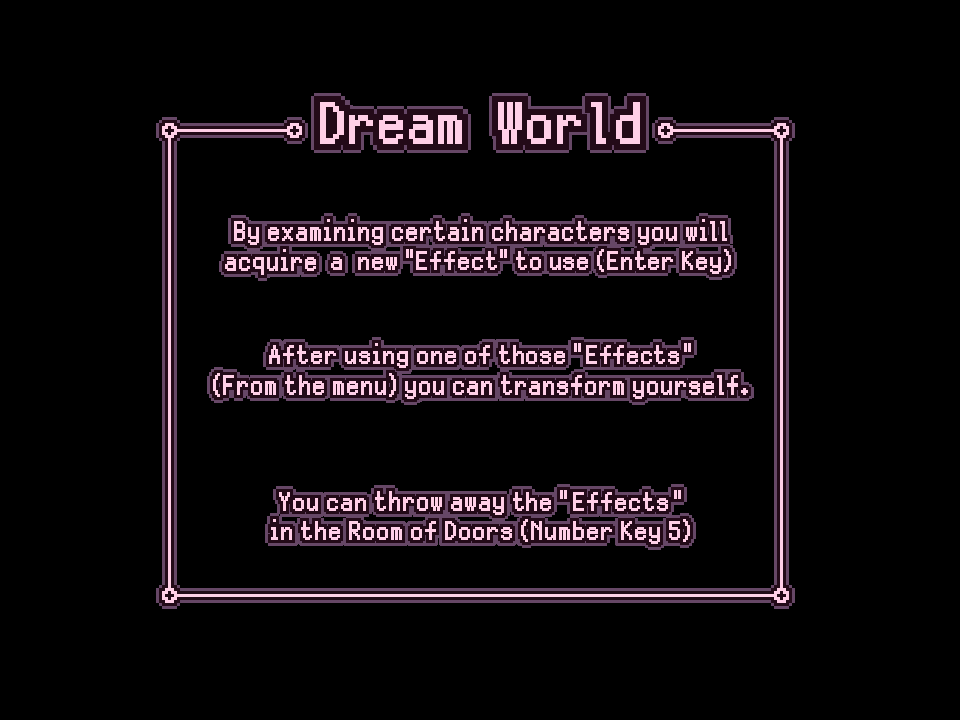 Dream World
By examining certain characters you will
acquire a new "Effect" to use (Enter Key)
After using one of those "Effects"
(From the menu) you can transform yourself.
You can throw away the "Effects"
in the Room of Doors (Number Key 5)